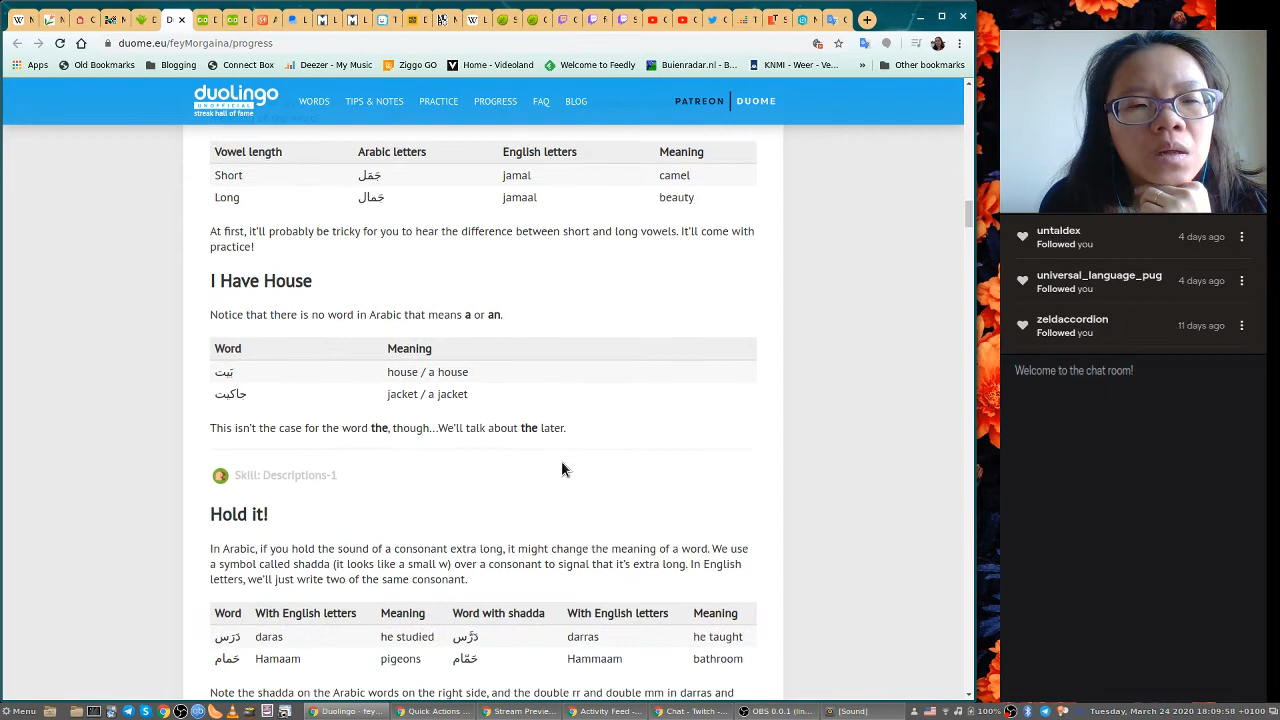 duome.eu/feyMorgaina/progress
Apps Old Bookmarks Blogging Connect Box Deezer - My Music Ziggo GO Home - Videoland Welcome to Feedly Buienradar.nl - B... KNMI - Weer - Ve... » Other bookmarks
duolingo
UNOFFICIAL
streak hall of fame
WORDS TIPS & NOTES PRACTICE PROGRESS FAQ BLOG PATREON DUOME
Vowel length Arabic letters English letters Meaning
Short جَمَل jamal camel
Long جَمال jamaal beauty
At first, it'll probably be tricky for you to hear the difference between short and long vowels. It'll come with
practice!
I Have House
Notice that there is no word in Arabic that means a or an.
Word Meaning
بَيت house / a house
جاكيت jacket / a jacket
This isn't the case for the word the, though...We'll talk about the later.
Skill: Descriptions-1
Hold it!
In Arabic, if you hold the sound of a consonant extra long, it might change the meaning of a word. We use
a symbol called shadda (it looks like a small w) over a consonant to signal that it's extra long. In English
letters, we'll just write two of the same consonant.
Word With English letters Meaning Word with shadda With English letters Meaning
دَرَس daras he studied دَرَّس darras he taught
حَمام Hamaam pigeons حَمّام Hammaam bathroom
Note the shadda on the Arabic words on the right side, and the double rr and double mm in darras and
untaldex
Followed you 4 days ago
universal_language_pug
Followed you 4 days ago
zeldaccordion
Followed you 11 days ago
Welcome to the chat room!
Menu Duolingo - fey... Quick Actions ... Stream Previe... Activity Feed -... Chat - Twitch -... OBS 0.0.1 (lin... [Sound] 100% Tuesday, March 24 2020, 18:09:58 +0100